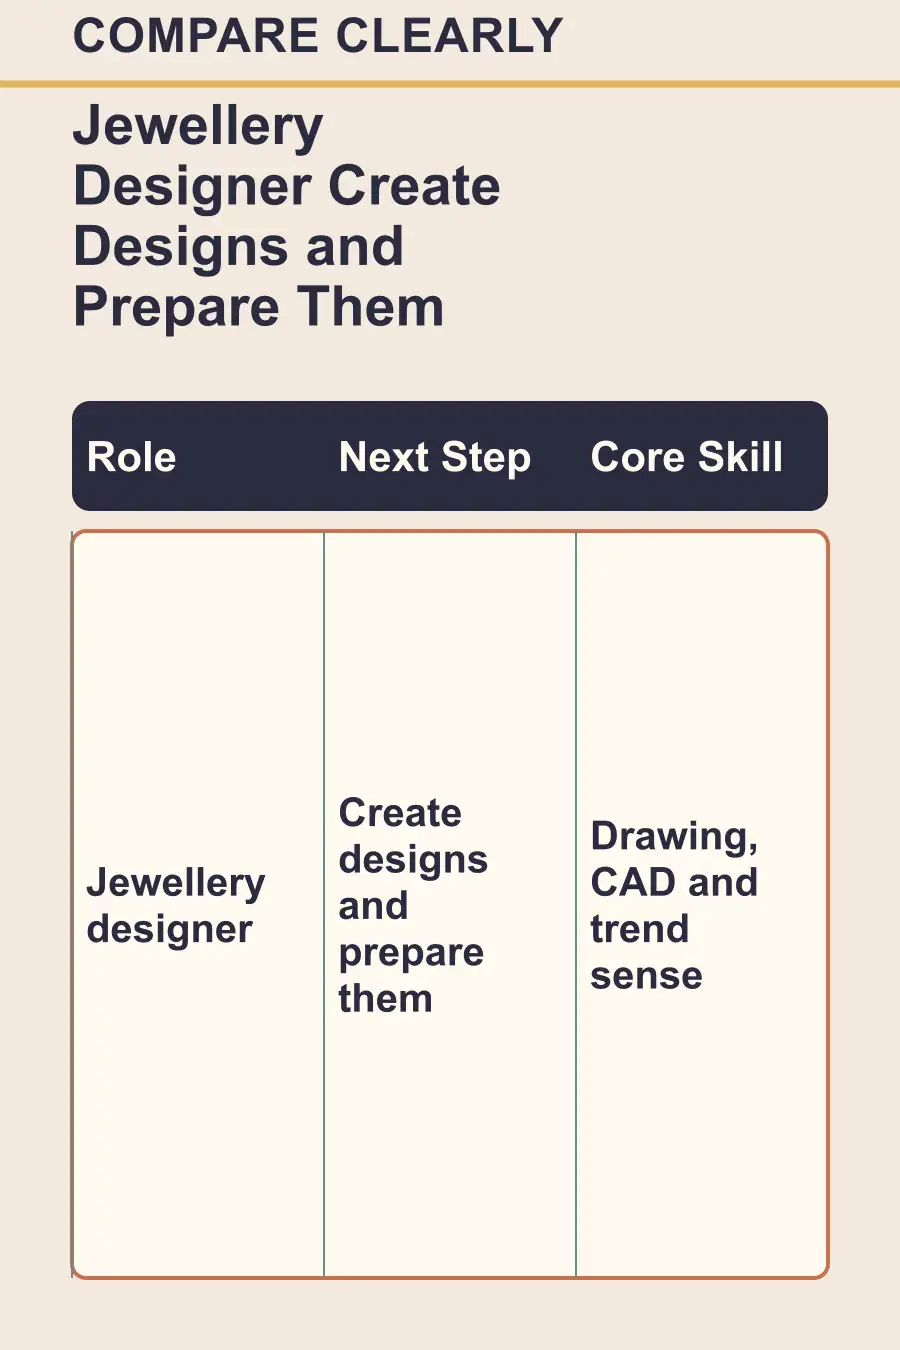 COMPARE CLEARLY
Jewellery
Designer Create
Designs and
Prepare Them
Role
Next Step
Core Skill
Jewellery
designer
Create
designs
and
prepare
them
Drawing,
CAD and
trend
sense